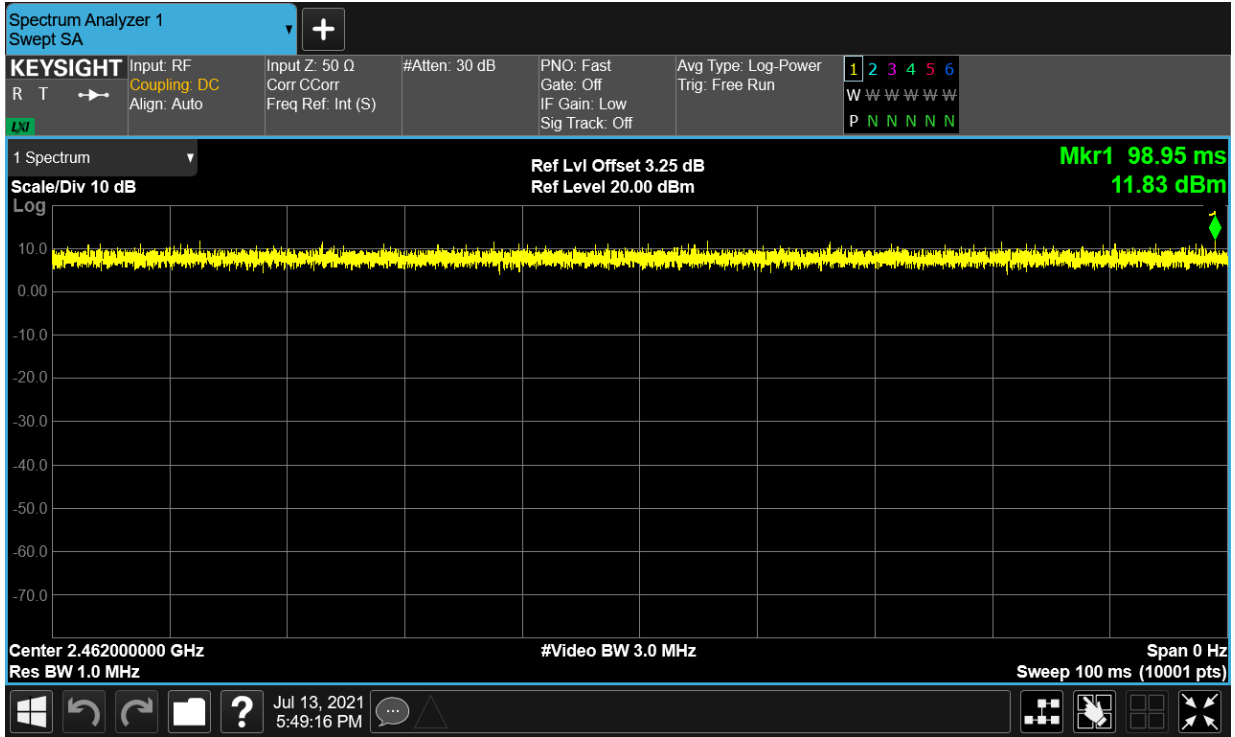 Spectrum Analyzer 1
Swept SA
KEYSIGHT
R T
LXI
Input: RF
Coupling: DC
Align: Auto
Input Z: 50 Ω
Corr CCorr
Freq Ref: Int (S)
#Atten: 30 dB
PNO: Fast
Gate: Off
IF Gain: Low
Sig Track: Off
Avg Type: Log-Power
Trig: Free Run
1 2 3 4 5 6
W W W W W W
P N N N N N
1 Spectrum
Scale/Div 10 dB
Log
Ref Lvl Offset 3.25 dB
Ref Level 20.00 dBm
Mkr1 98.95 ms
11.83 dBm
1
10.0
0.00
-10.0
-20.0
-30.0
-40.0
-50.0
-60.0
-70.0
Center 2.462000000 GHz
Res BW 1.0 MHz
#Video BW 3.0 MHz
Span 0 Hz
Sweep 100 ms (10001 pts)
?
Jul 13, 2021
5:49:16 PM